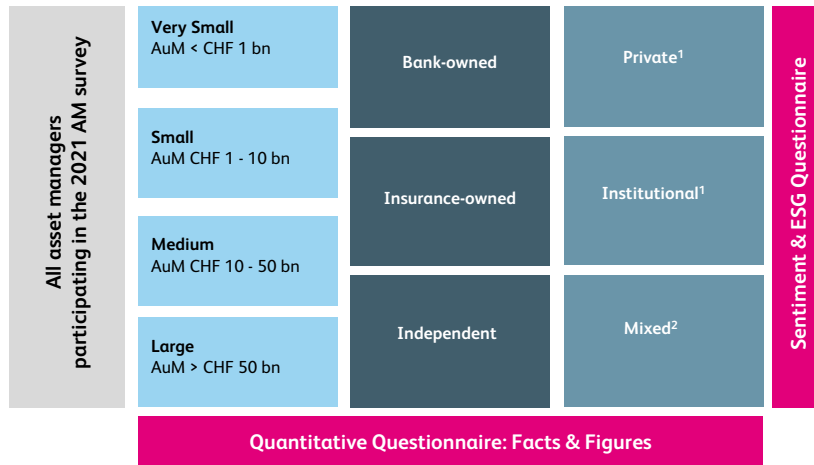 All asset managers
participating in the 2021 AM survey
Very Small
AuM < CHF 1 bn
Small
AuM CHF 1 - 10 bn
Medium
AuM CHF 10 - 50 bn
Large
AuM > CHF 50 bn
Bank-owned
Insurance-owned
Independent
Private¹
Institutional¹
Mixed²
Sentiment & ESG Questionnaire
Quantitative Questionnaire: Facts & Figures